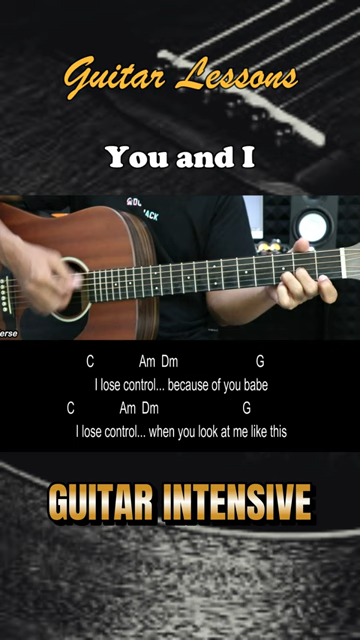 Guitar Lessons
You and I
erse
C Am Dm G
I lose control... because of you babe
C Am Dm G
I lose control... when you look at me like this
GUITAR INTENSIVE